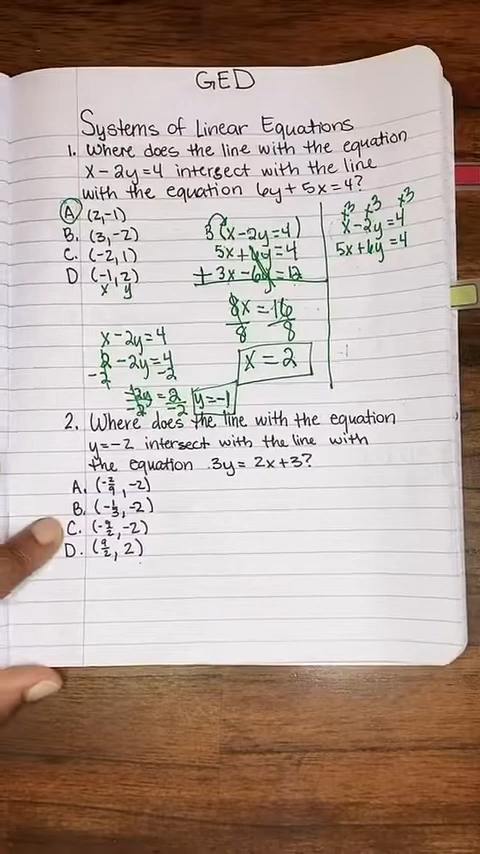 GED
Systems of Linear Equations
1. Where does the line with the equation
x - 2y = 4 intersect with the line
with the equation 6y + 5x = 4?
A. (2, -1)
B. (3, -2)
C. (-2, 1)
D (-1, 2)
x y
3 (x - 2y = 4)
5x + 6y = 4
+ 3x - 6y = 12
8x = 16
8 8
x = 2
x3 x3 x3
x - 2y = 4
5x + 6y = 4
x - 2y = 4
2 - 2y = 4
-2 -2
-2y = 2
-2 -2
y = -1
2. Where does the line with the equation
y = -2 intersect with the line with
the equation 3y = 2x + 3?
A. (-2/9, -2)
B. (-1/3, -2)
C. (-9/2, -2)
D. (9/2, 2)